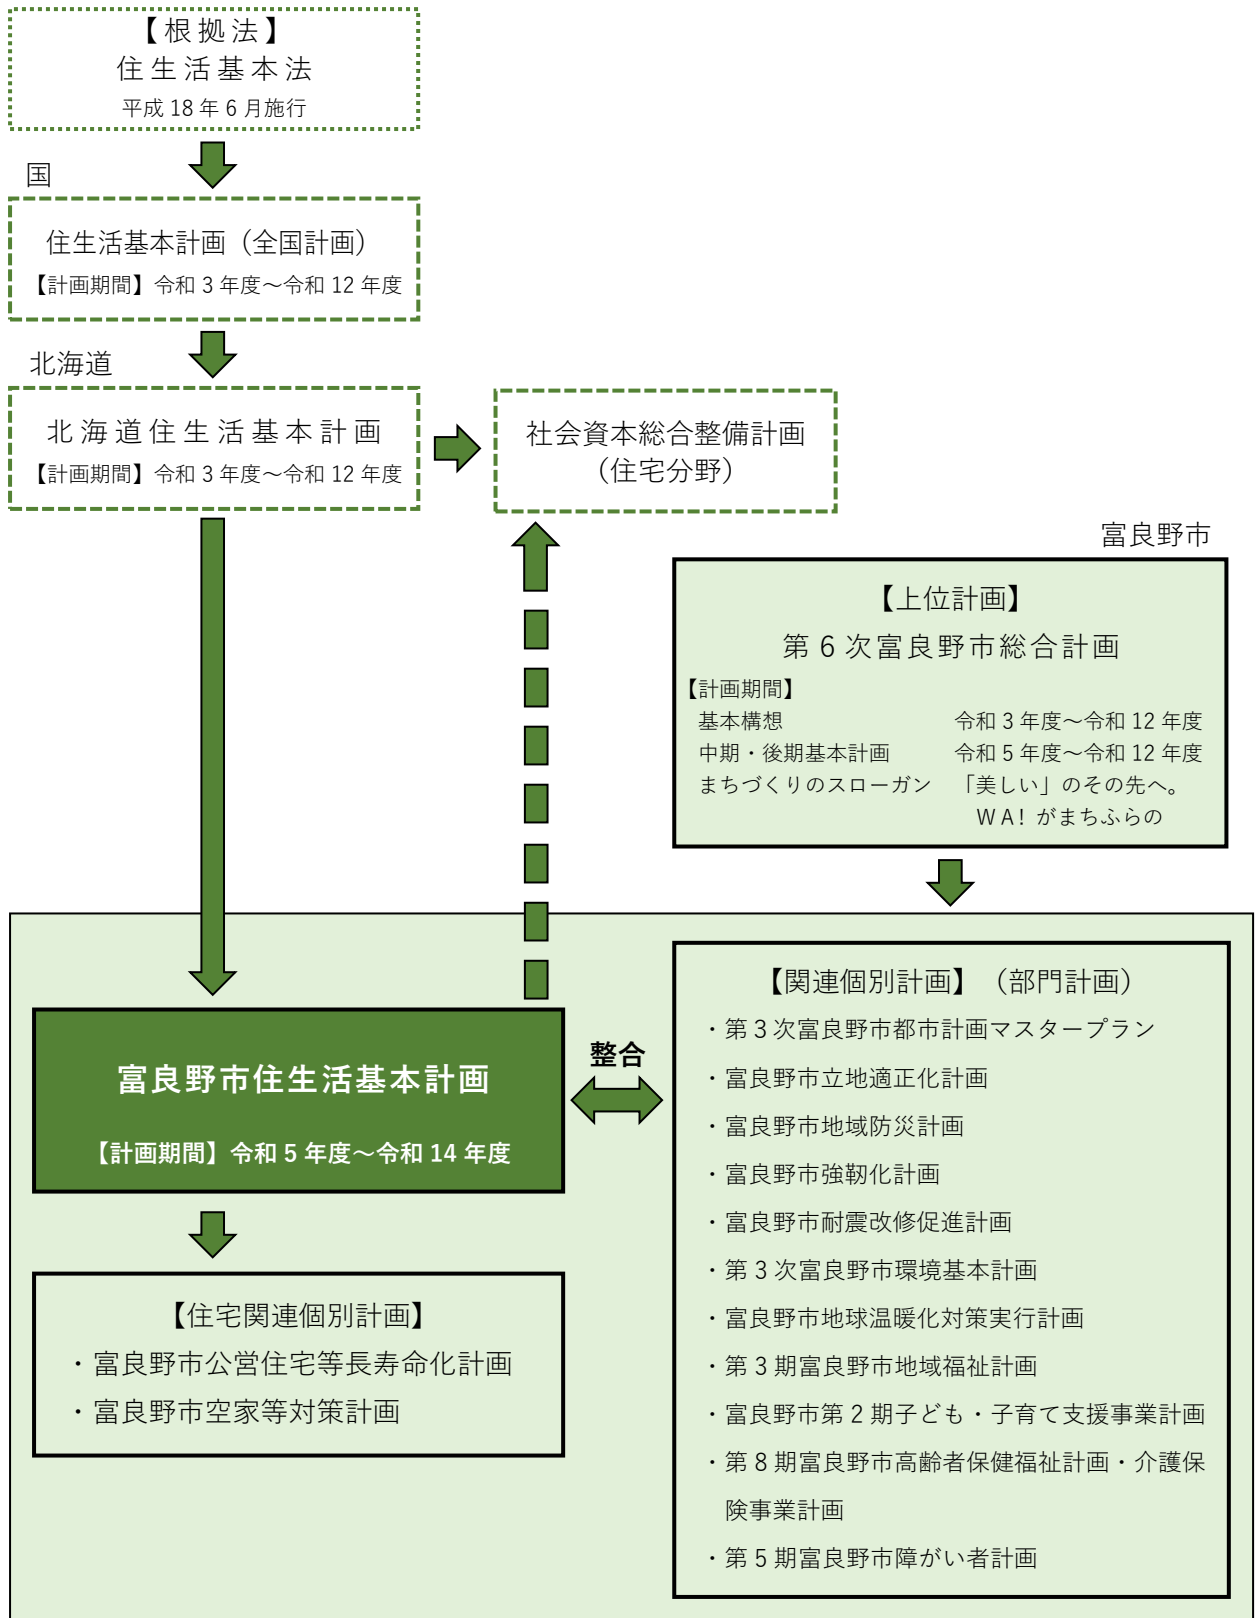 【根拠法】
住生活基本法
平成 18 年 6 月施行
国
住生活基本計画（全国計画）
【計画期間】令和 3 年度～令和 12 年度
北海道
北海道住生活基本計画
【計画期間】令和 3 年度～令和 12 年度
社会資本総合整備計画
（住宅分野）
富良野市
【上位計画】
第 6 次富良野市総合計画
【計画期間】
基本構想 令和 3 年度～令和 12 年度
中期・後期基本計画 令和 5 年度～令和 12 年度
まちづくりのスローガン 「美しい」のその先へ。
ＷＡ！がまちふらの
富良野市住生活基本計画
【計画期間】令和 5 年度～令和 14 年度
整合
【関連個別計画】（部門計画）
・第 3 次富良野市都市計画マスタープラン
・富良野市立地適正化計画
・富良野市地域防災計画
・富良野市強靭化計画
・富良野市耐震改修促進計画
・第 3 次富良野市環境基本計画
・富良野市地球温暖化対策実行計画
・第 3 期富良野市地域福祉計画
・富良野市第 2 期子ども・子育て支援事業計画
・第 8 期富良野市高齢者保健福祉計画・介護保
険事業計画
・第 5 期富良野市障がい者計画
【住宅関連個別計画】
・富良野市公営住宅等長寿命化計画
・富良野市空家等対策計画